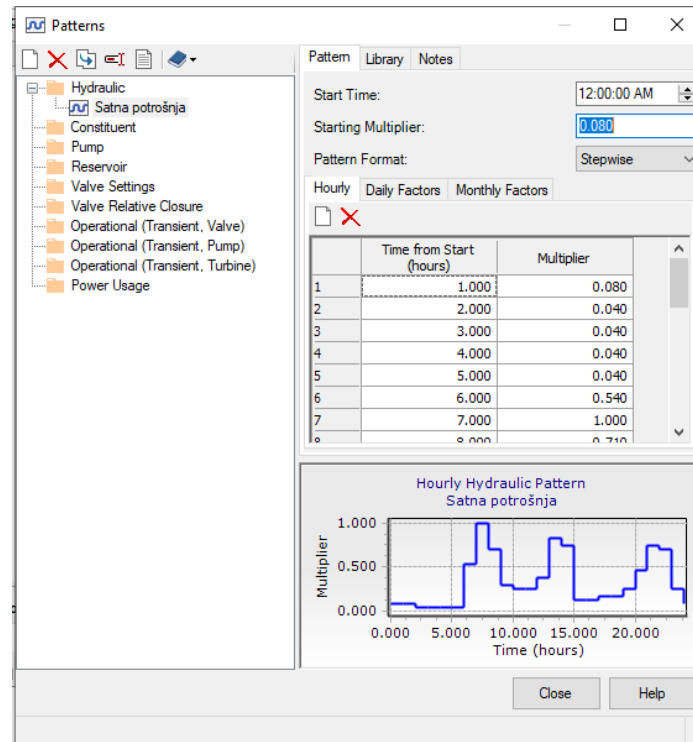 Patterns
Pattern Library Notes
Hydraulic
Satna potrošnja
Constituent
Pump
Reservoir
Valve Settings
Valve Relative Closure
Operational (Transient, Valve)
Operational (Transient, Pump)
Operational (Transient, Turbine)
Power Usage
Start Time: 12:00:00 AM
Starting Multiplier: 0.080
Pattern Format: Stepwise
Hourly Daily Factors Monthly Factors
Time from Start (hours) Multiplier
1 1.000 0.080
2 2.000 0.040
3 3.000 0.040
4 4.000 0.040
5 5.000 0.040
6 6.000 0.540
7 7.000 1.000
8 8.000 0.710
Hourly Hydraulic Pattern
Satna potrošnja
Multiplier
1.000
0.500
0.000
0.000 5.000 10.000 15.000 20.000
Time (hours)
Close Help